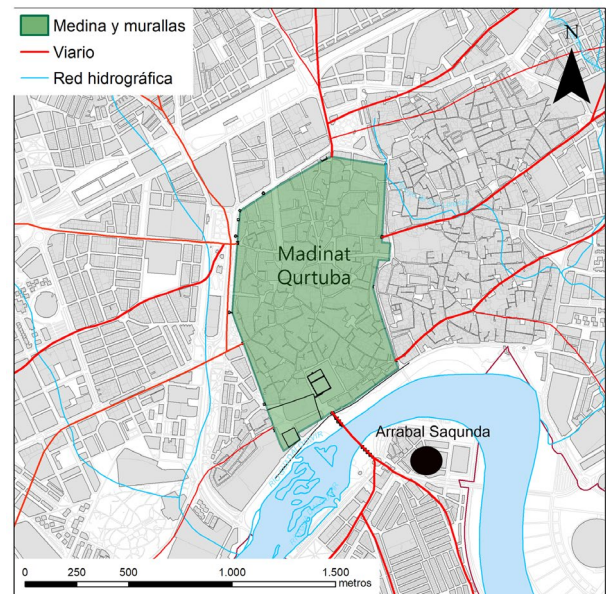 Medina y murallas
Viario
Red hidrográfica
N
Madinat
Qurtuba
Arrabal Saqunda
0 250 500 1.000 1.500
metros